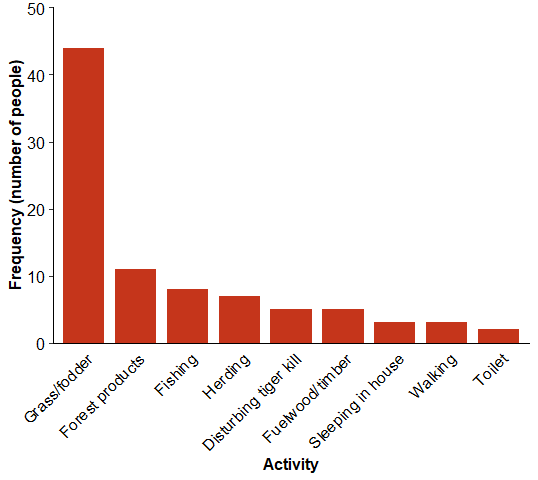 Frequency (number of people)
50
40
30
20
10
0
Grass/fodder
Forest products
Fishing
Herding
Disturbing tiger kill
Fuelwood/timber
Sleeping in house
Walking
Toilet
Activity